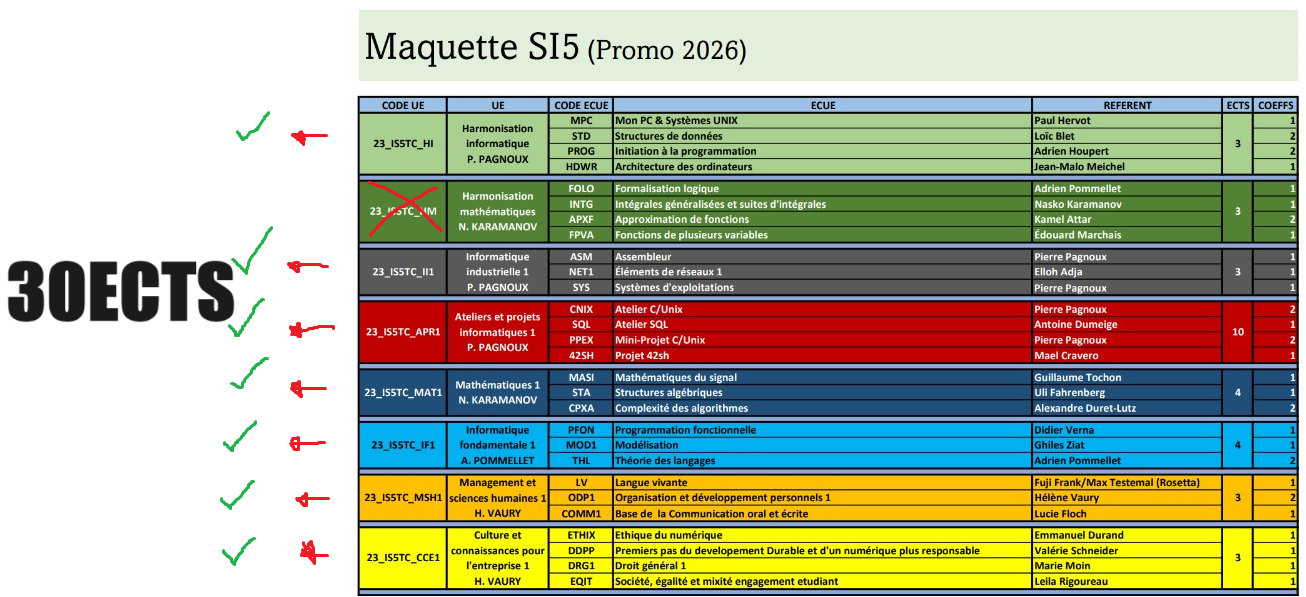 Maquette SI5 (Promo 2026)
CODE UE UE CODE ECUE ECUE REFERENT ECTS COEFFS
23_IS5TC_HI Harmonisation informatique P. PAGNOUX 3
MPC Mon PC & Systèmes UNIX Paul Hervot 1
STD Structures de données Loïc Blet 2
PROG Initiation à la programmation Adrien Houpert 2
HDWR Architecture des ordinateurs Jean-Malo Meichel 1
23_IS5TC_HM Harmonisation mathématiques N. KARAMANOV 3
FOLO Formalisation logique Adrien Pommellet 1
INTG Intégrales généralisées et suites d'intégrales Nasko Karamanov 1
APXF Approximation de fonctions Kamel Attar 2
FPVA Fonctions de plusieurs variables Édouard Marchais 1
30ECTS
23_IS5TC_II1 Informatique industrielle 1 P. PAGNOUX 3
ASM Assembleur Pierre Pagnoux 1
NET1 Éléments de réseaux 1 Elloh Adja 1
SYS Systèmes d'exploitations Pierre Pagnoux 1
23_IS5TC_APR1 Ateliers et projets informatiques 1 P. PAGNOUX 10
CNIX Atelier C/Unix Pierre Pagnoux 2
SQL Atelier SQL Antoine Dumeige 1
PPEX Mini-Projet C/Unix Pierre Pagnoux 2
42SH Projet 42sh Mael Cravero 1
23_IS5TC_MAT1 Mathématiques 1 N. KARAMANOV 4
MASI Mathématiques du signal Guillaume Tochon 1
STA Structures algébriques Uli Fahrenberg 1
CPXA Complexité des algorithmes Alexandre Duret-Lutz 2
23_IS5TC_IF1 Informatique fondamentale 1 A. POMMELLET 4
PFON Programmation fonctionnelle Didier Verna 1
MOD1 Modélisation Ghiles Ziat 1
THL Théorie des langages Adrien Pommellet 2
23_IS5TC_MSH1 Management et sciences humaines 1 H. VAURY 3
LV Langue vivante Fuji Frank/Max Testemal (Rosetta) 1
ODP1 Organisation et développement personnels 1 Hélène Vaury 2
COMM1 Base de la Communication oral et écrite Lucie Floch 1
23_IS5TC_CCE1 Culture et connaissances pour l'entreprise 1 H. VAURY 3
ETHIX Ethique du numérique Emmanuel Durand 1
DDPP Premiers pas du developement Durable et d'un numérique plus responsable Valérie Schneider 1
DRG1 Droit général 1 Marie Moin 1
EQIT Société, égalité et mixité engagement etudiant Leila Rigoureau 1